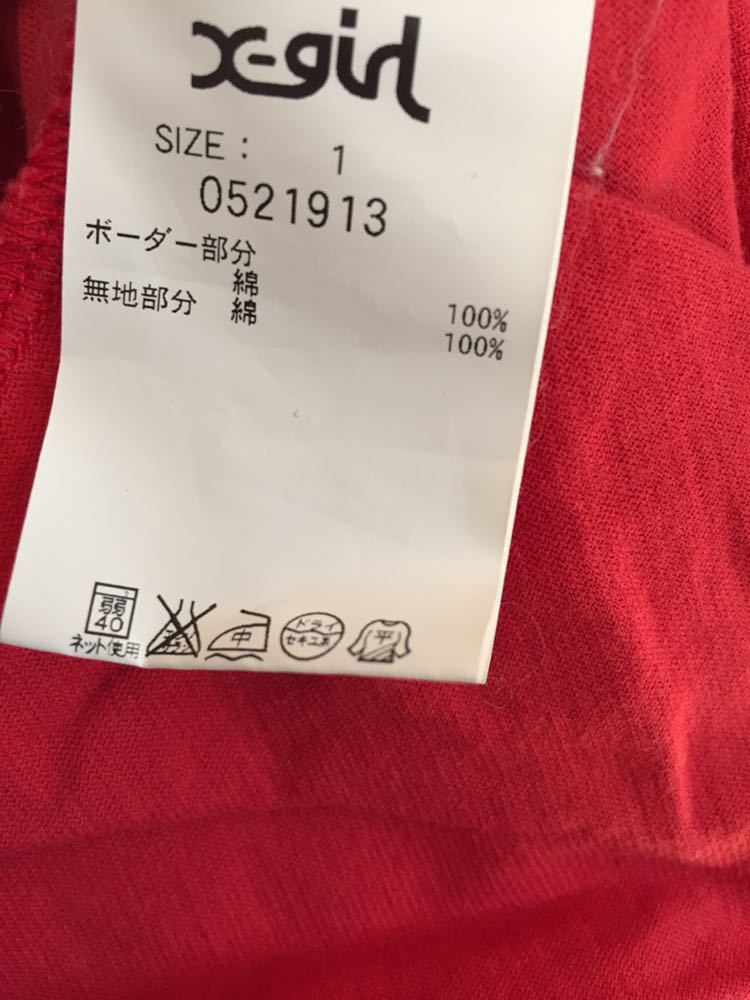 X-girl
SIZE : 1
0521913
ボーダー部分
綿 100%
無地部分
綿 100%
弱
40
ネット使用
中
ドライ
セキユ系
平